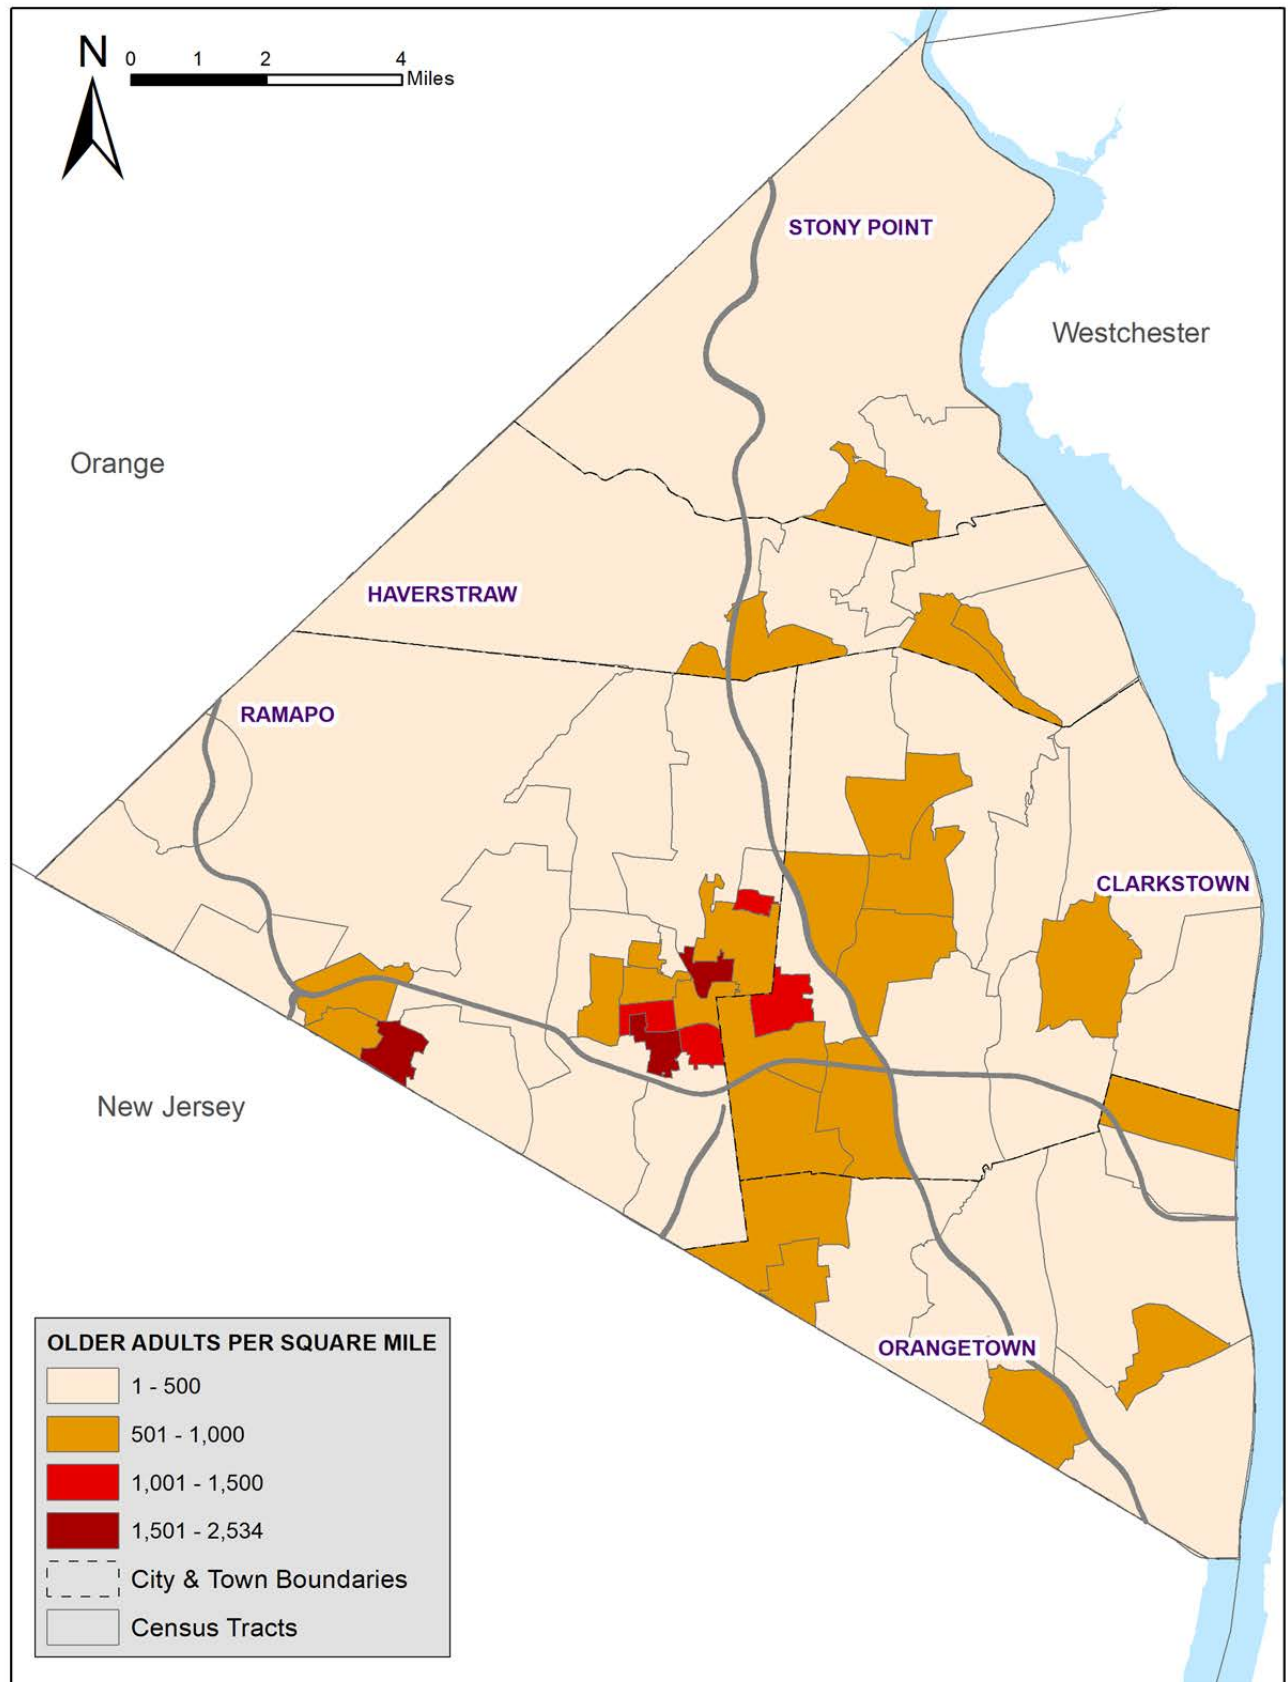 N
0 1 2 4
Miles
STONY POINT
Westchester
Orange
HAVERSTRAW
RAMAPO
CLARKSTOWN
New Jersey
ORANGETOWN
OLDER ADULTS PER SQUARE MILE
1 - 500
501 - 1,000
1,001 - 1,500
1,501 - 2,534
City & Town Boundaries
Census Tracts